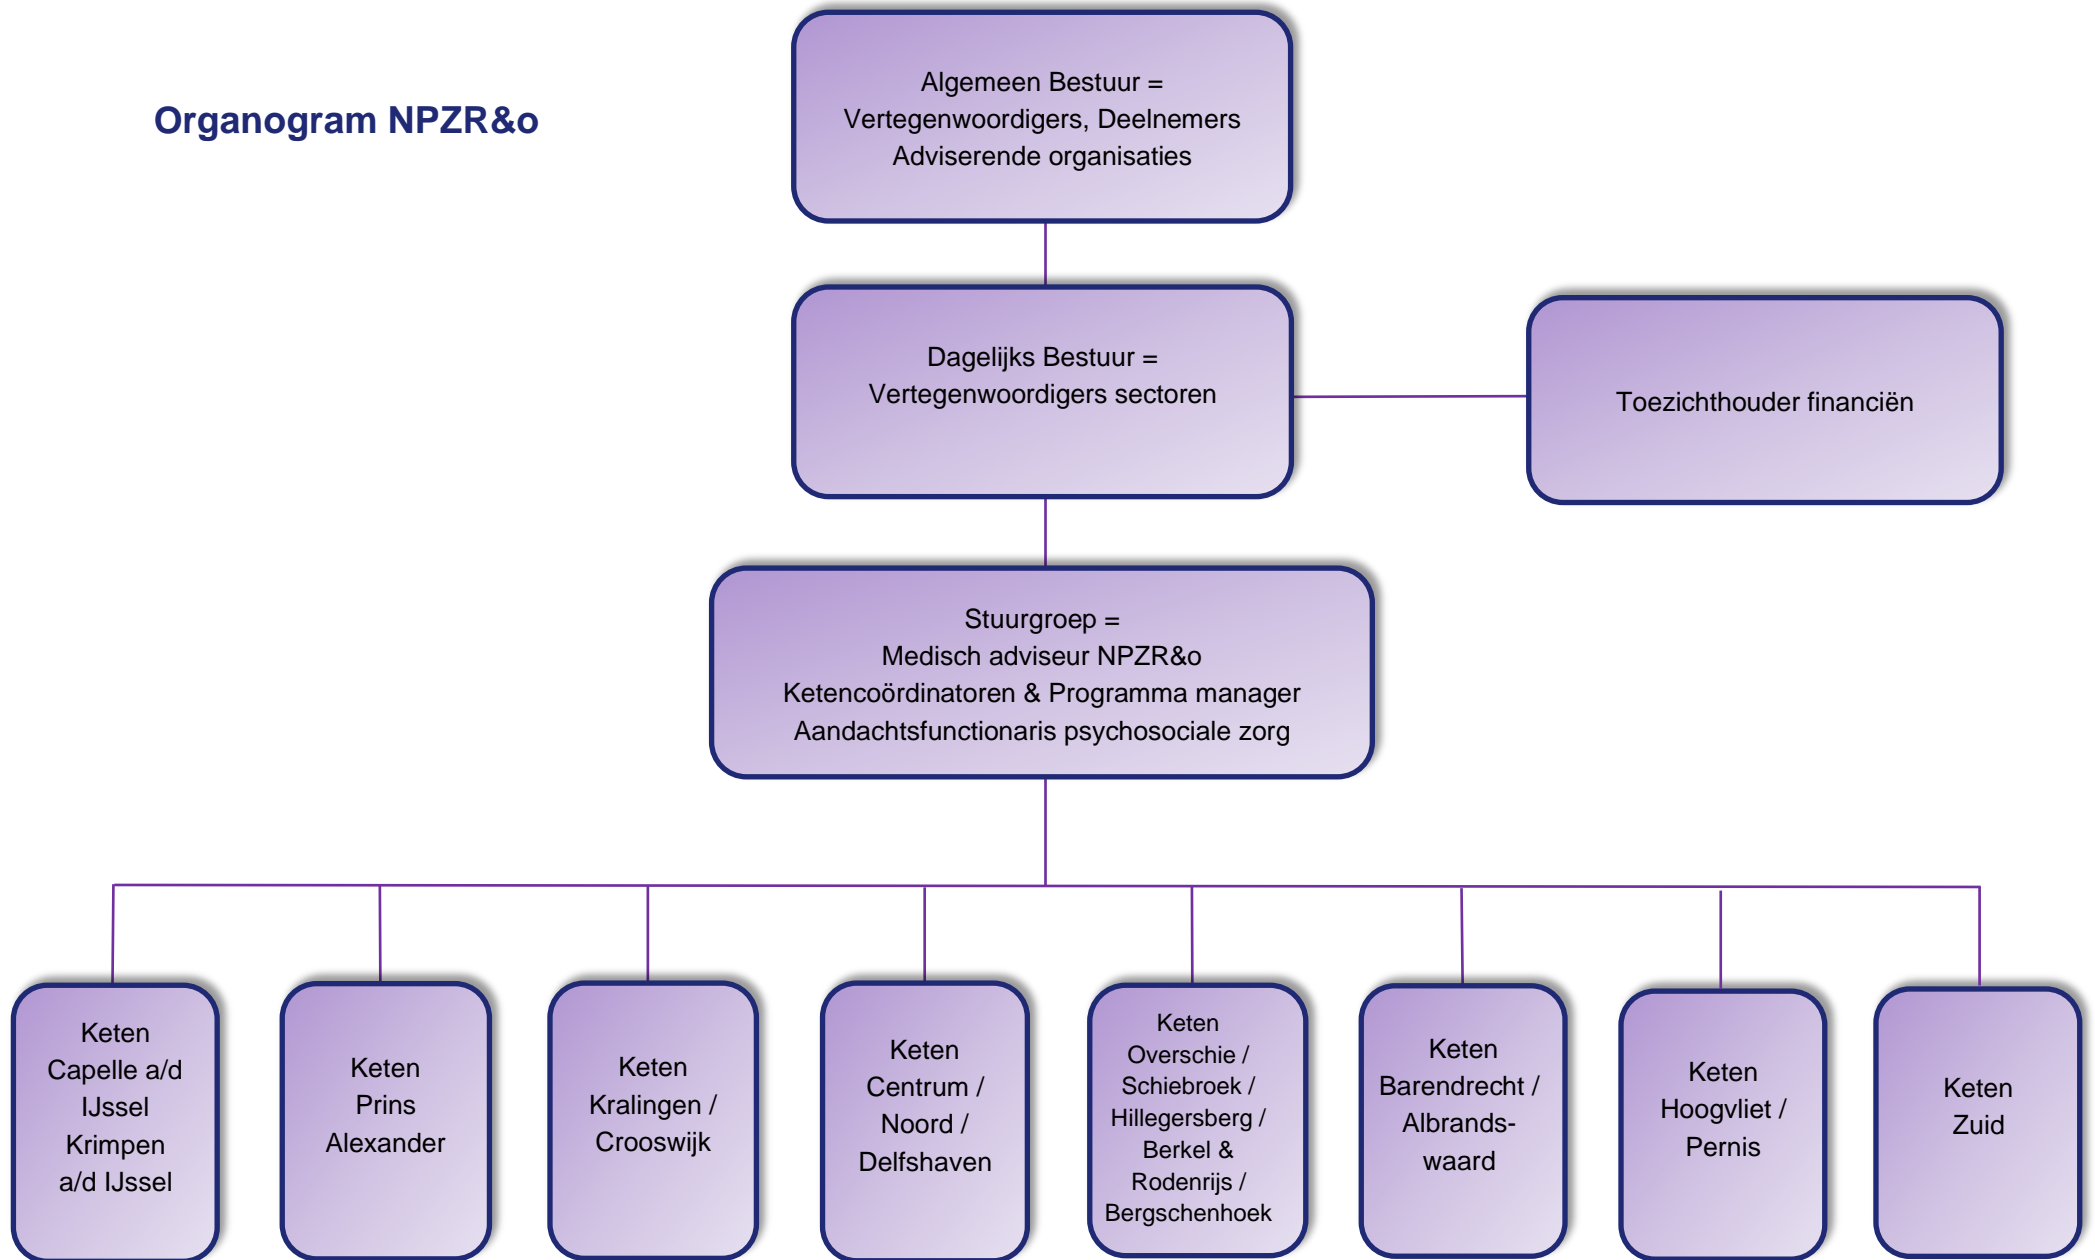 Organogram NPZR&o
Algemeen Bestuur =
Vertegenwoordigers, Deelnemers
Adviserende organisaties
Dagelijks Bestuur =
Vertegenwoordigers sectoren
Toezichthouder financiën
Stuurgroep =
Medisch adviseur NPZR&o
Ketencoördinatoren & Programma manager
Aandachtsfunctionaris psychosociale zorg
Keten
Capelle a/d
IJssel
Krimpen
a/d IJssel
Keten
Prins
Alexander
Keten
Kralingen /
Crooswijk
Keten
Centrum /
Noord /
Delfshaven
Keten
Overschie /
Schiebroek /
Hillegersberg /
Berkel &
Rodenrijs /
Bergschenhoek
Keten
Barendrecht /
Albrands-
waard
Keten
Hoogvliet /
Pernis
Keten
Zuid